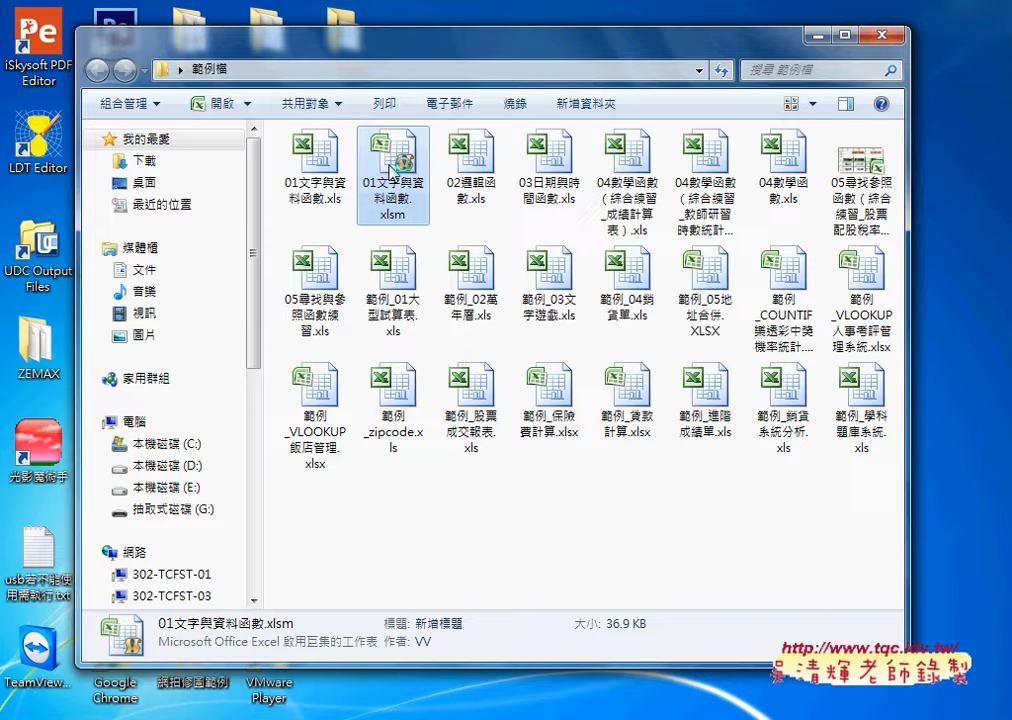 iSkysoft PDF
Editor
LDT Editor
UDC Output
Files
ZEMAX
光影魔術手
usb若不能使
用需執行.txt
TeamView...
Google
Chrome
網拍修圖範例
VMware
Player
範例檔
搜尋 範例檔
組合管理
開啟
共用對象
列印
電子郵件
燒錄
新增資料夾
我的最愛
下載
桌面
最近的位置
媒體櫃
文件
音樂
視訊
圖片
家用群組
電腦
本機磁碟 (C:)
本機磁碟 (D:)
本機磁碟 (E:)
抽取式磁碟 (G:)
網路
302-TCFST-01
302-TCFST-03
01文字與資
料函數.xls
01文字與資
料函數.
xlsm
02邏輯函
數.xls
03日期與時
間函數.xls
04數學函數
（綜合練習
_成績計算
表）.xls
04數學函數
（綜合練習
_教師研習
時數統計...
04數學函
數.xls
05尋找參照
函數（綜合
練習_股票
配股稅率...
05尋找與參
照函數練
習.xls
範例_01大
型試算表.
xls
範例_02萬
年曆.xls
範例_03文
字遊戲.xls
範例_04銷
貨單.xls
範例_05地
址合併.
XLSX
範例
_COUNTIF
樂透彩中獎
機率統計....
範例
_VLOOKUP
人事考評管
理系統.xlsx
範例
_VLOOKUP
飯店管理.
xlsx
範例
_zipcode.x
ls
範例_股票
成交報表.
xls
範例_保險
費計算.xlsx
範例_貸款
計算.xlsx
範例_進階
成績單.xls
範例_銷貨
系統分析.
xls
範例_學科
題庫系統.
xls
01文字與資料函數.xlsm
標題: 新增標題
大小: 36.9 KB
Microsoft Office Excel 啟用巨集的工作表
作者: VV
http://www.tqc.idv.tw/
吳清輝老師錄製